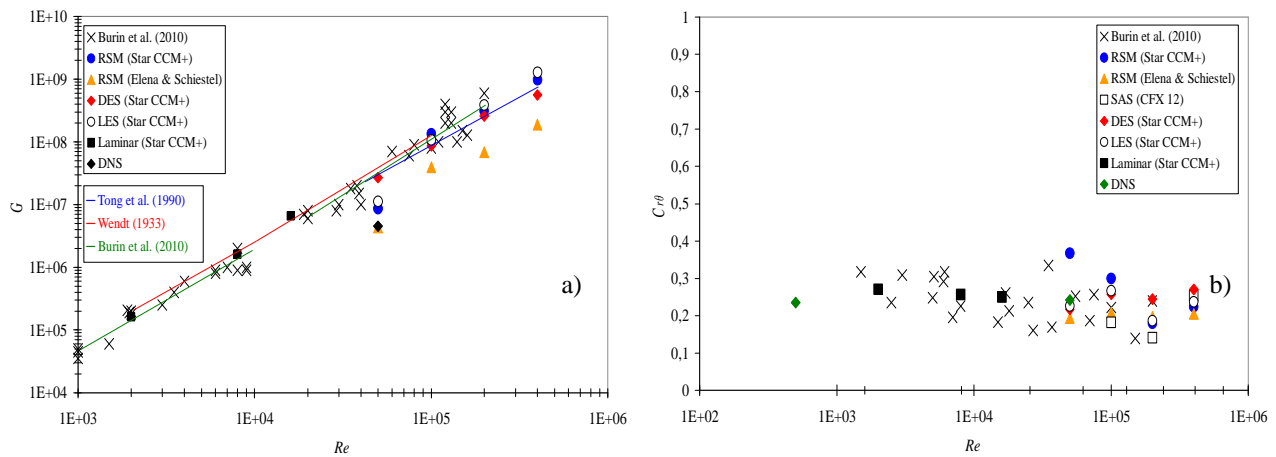 1E+10
1E+09
1E+08
1E+07
1E+06
1E+05
1E+04
G
Burin et al. (2010)
RSM (Star CCM+)
RSM (Elena & Schiestel)
DES (Star CCM+)
LES (Star CCM+)
Laminar (Star CCM+)
DNS
Tong et al. (1990)
Wendt (1933)
Burin et al. (2010)
a)
1E+03 1E+04 1E+05 1E+06
Re
1
0,9
0,8
0,7
0,6
0,5
0,4
0,3
0,2
0,1
0
Crθ
Burin et al. (2010)
RSM (Star CCM+)
RSM (Elena & Schiestel)
SAS (CFX 12)
DES (Star CCM+)
LES (Star CCM+)
Laminar (Star CCM+)
DNS
b)
1E+02 1E+03 1E+04 1E+05 1E+06
Re